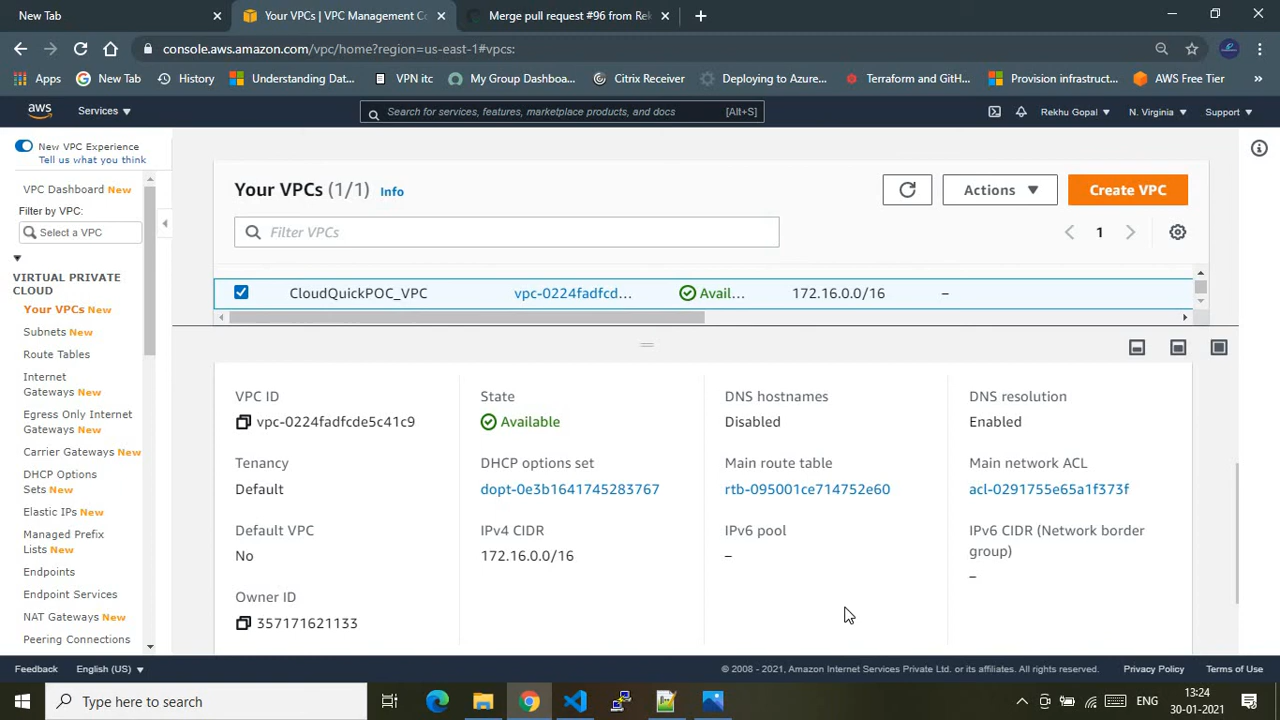 New Tab
Your VPCs | VPC Management Co
Merge pull request #96 from Rek
console.aws.amazon.com/vpc/home?region=us-east-1#vpcs:
Apps
New Tab
History
Understanding Dat...
VPN itc
My Group Dashboa...
Citrix Receiver
Deploying to Azure...
Terraform and GitH...
Provision infrastruct...
AWS Free Tier
»
aws
Services
Search for services, features, marketplace products, and docs
[Alt+S]
Rekhu Gopal
N. Virginia
Support
New VPC Experience
Tell us what you think
VPC Dashboard New
Filter by VPC:
Select a VPC
VIRTUAL PRIVATE
CLOUD
Your VPCs New
Subnets New
Route Tables
Internet
Gateways New
Egress Only Internet
Gateways New
Carrier Gateways New
DHCP Options
Sets New
Elastic IPs New
Managed Prefix
Lists New
Endpoints
Endpoint Services
NAT Gateways New
Peering Connections
Your VPCs (1/1) Info
Actions
Create VPC
Filter VPCs
1
CloudQuickPOC_VPC
vpc-0224fadfcd...
Avail...
172.16.0.0/16
–
VPC ID
vpc-0224fadfcde5c41c9
State
Available
DNS hostnames
Disabled
DNS resolution
Enabled
Tenancy
Default
DHCP options set
dopt-0e3b1641745283767
Main route table
rtb-095001ce714752e60
Main network ACL
acl-0291755e65a1f373f
Default VPC
No
IPv4 CIDR
172.16.0.0/16
IPv6 pool
–
IPv6 CIDR (Network border
group)
–
Owner ID
357171621133
Feedback
English (US)
© 2008 - 2021, Amazon Internet Services Private Ltd. or its affiliates. All rights reserved.
Privacy Policy
Terms of Use
Type here to search
ENG
13:24
30-01-2021